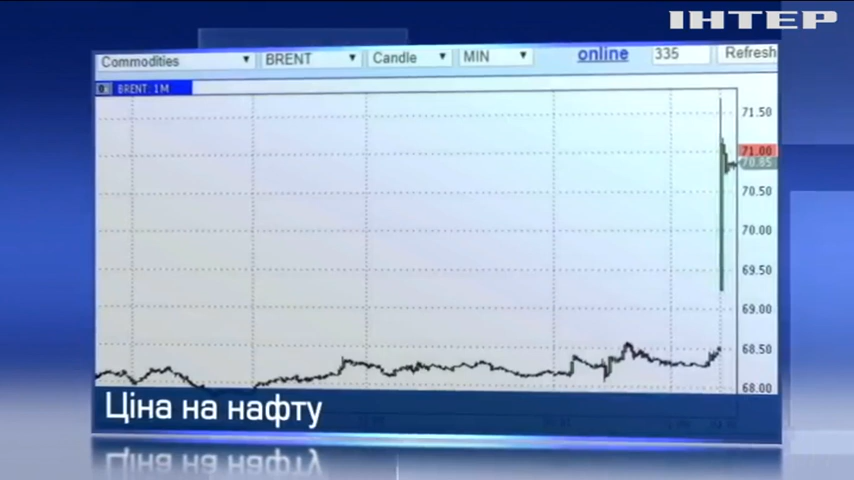 ІНТЕР
Commodities BRENT Candle MIN online 335 Refresh
BRENT: 1M
71.50
71.00
70.85
70.50
70.00
69.50
69.00
68.50
68.00
Ціна на нафту